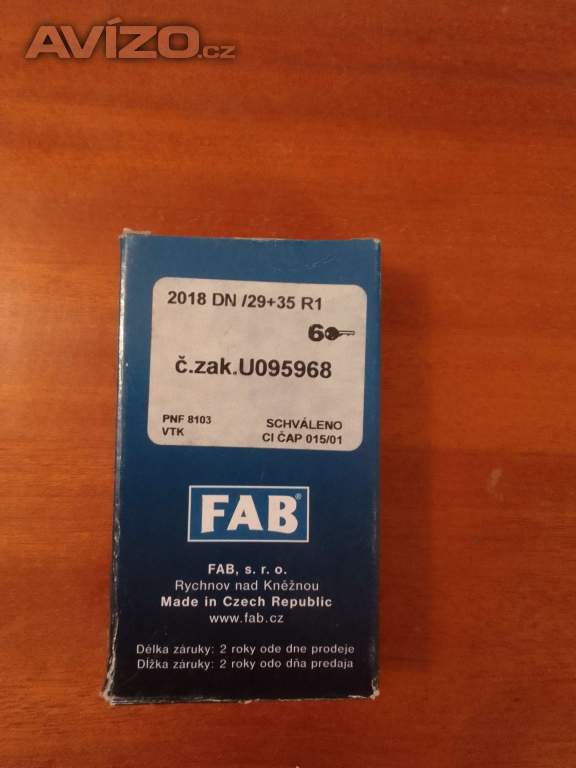 AVÍZO.cz
2018 DN /29+35 R1
6
č.zak.U095968
PNF 8103
VTK
SCHVÁLENO
CI ČAP 015/01
FAB®
FAB, s. r. o.
Rychnov nad Kněžnou
Made in Czech Republic
www.fab.cz
Délka záruky: 2 roky ode dne prodeje
Dĺžka záruky: 2 roky odo dňa predaja